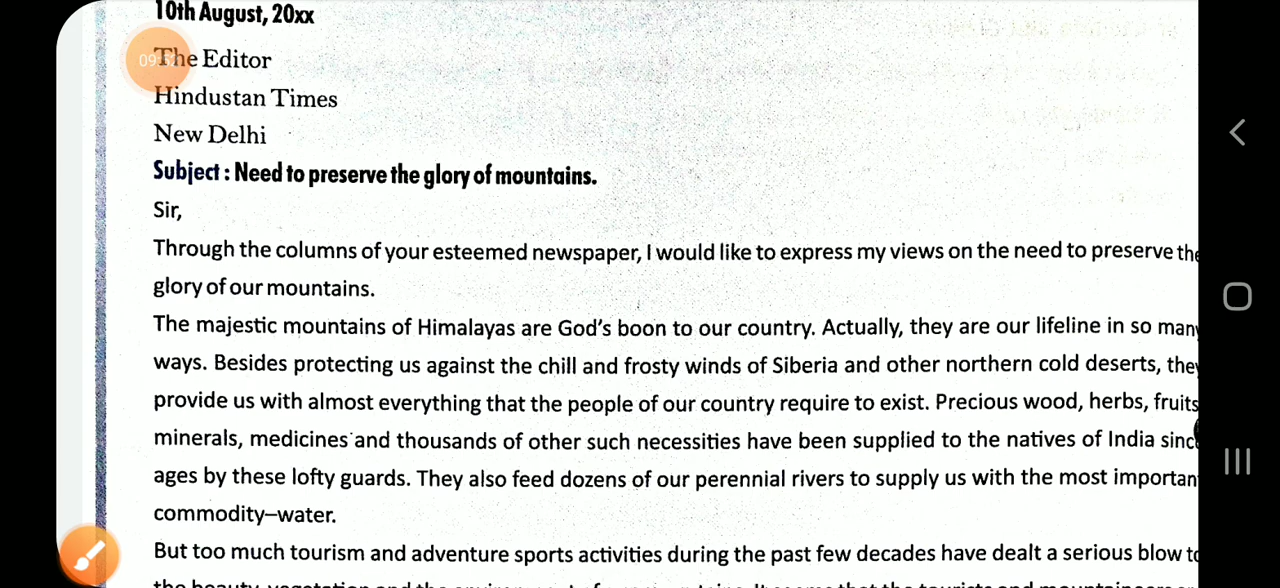 10th August, 20xx
The Editor
Hindustan Times
New Delhi
Subject : Need to preserve the glory of mountains.
Sir,
Through the columns of your esteemed newspaper, I would like to express my views on the need to preserve the
glory of our mountains.
The majestic mountains of Himalayas are God's boon to our country. Actually, they are our lifeline in so many
ways. Besides protecting us against the chill and frosty winds of Siberia and other northern cold deserts, they
provide us with almost everything that the people of our country require to exist. Precious wood, herbs, fruits
minerals, medicines and thousands of other such necessities have been supplied to the natives of India sinc
ages by these lofty guards. They also feed dozens of our perennial rivers to supply us with the most importan
commodity–water.
But too much tourism and adventure sports activities during the past few decades have dealt a serious blow to